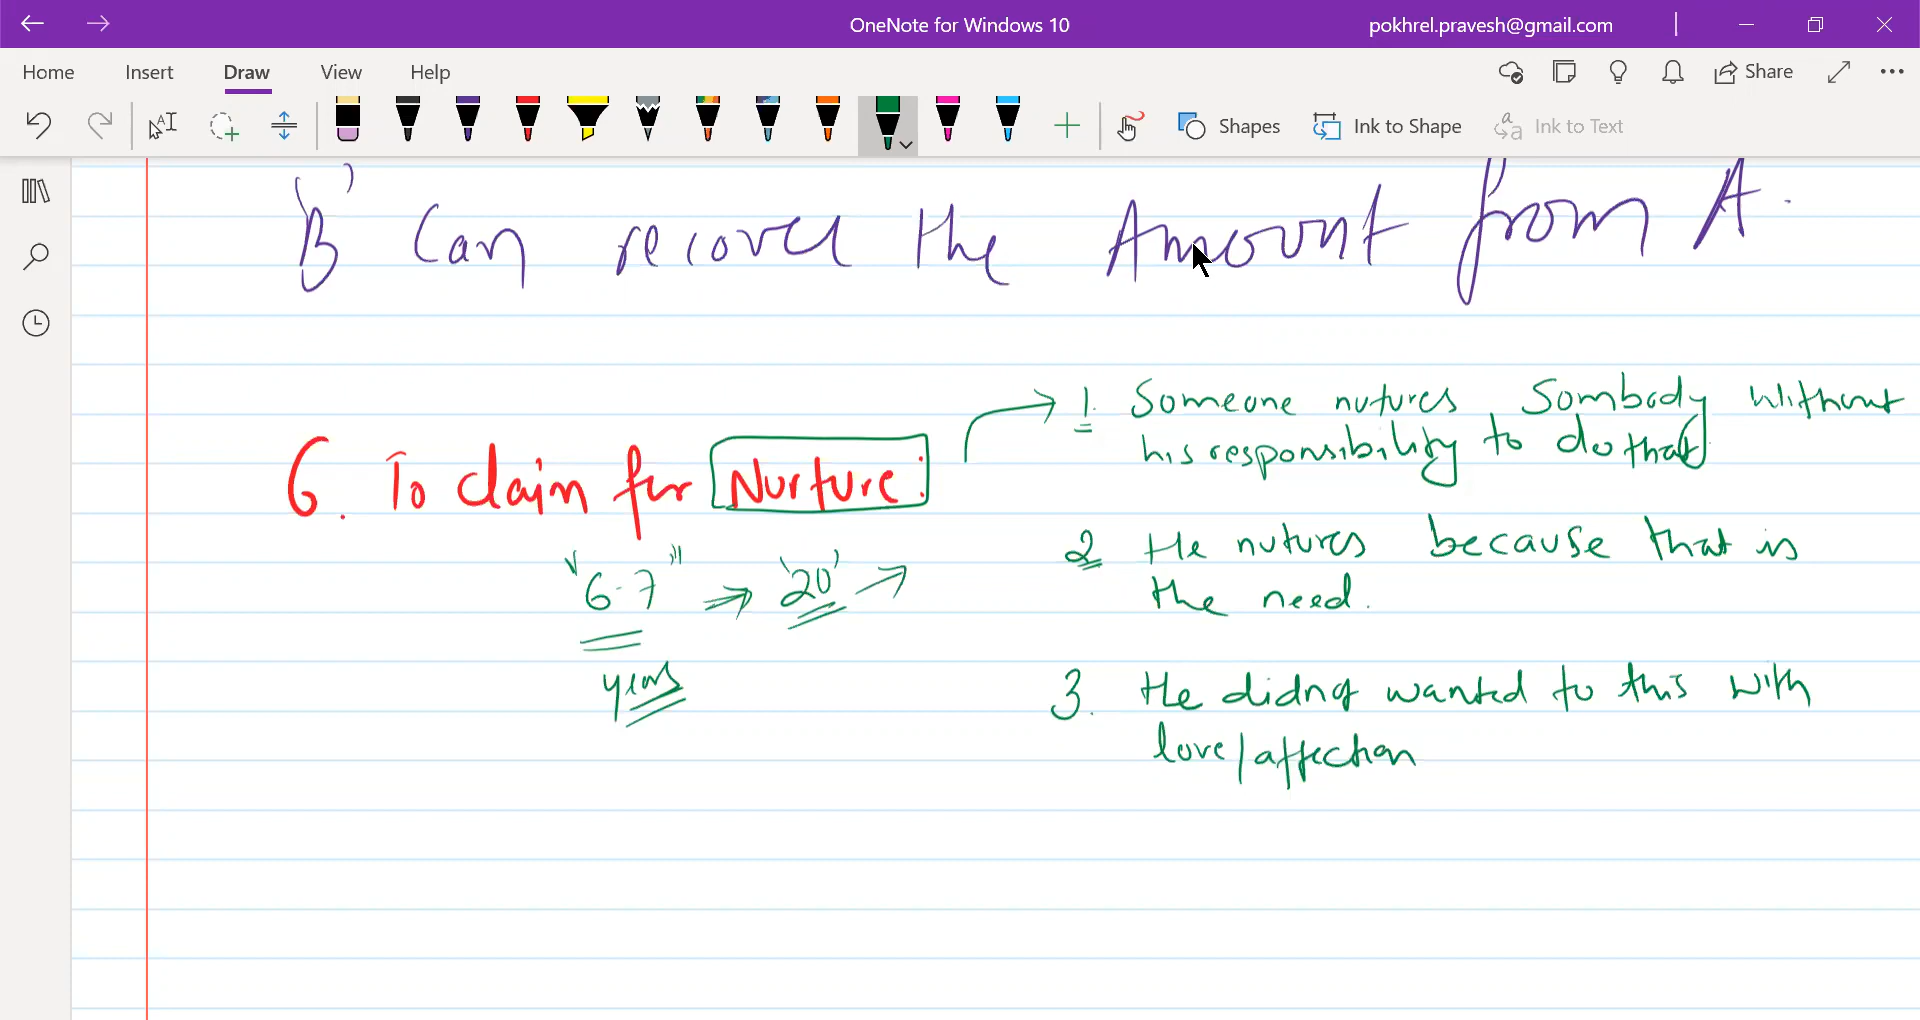 OneNote for Windows 10
pokhrel.pravesh@gmail.com
Home Insert Draw View Help
Share
Shapes Ink to Shape Ink to Text
'B' Can recover the Amount from A.
6. To claim for Nurture:
"6-7" '20'
years
1. Someone nutures Sombody without
his responsibility to do that
2 He nutures because that is
the need.
3. He didnot wanted to this with
love/affection